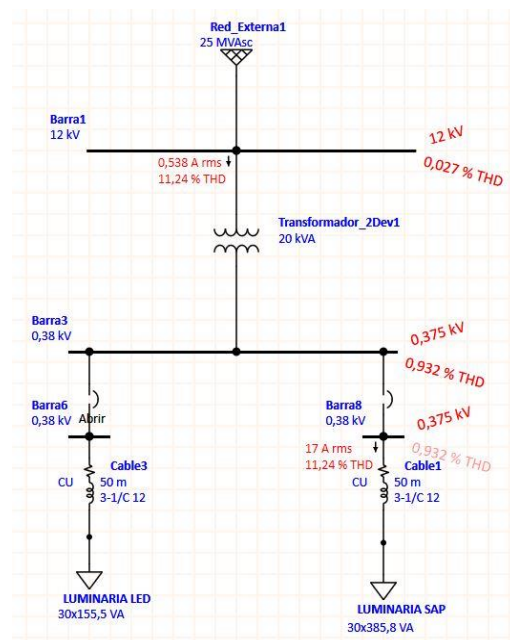 Red_Externa1
25 MVAsc
Barra1
12 kV
12 kV
0,027 % THD
0,538 A rms
11,24 % THD
Transformador_2Dev1
20 kVA
Barra3
0,38 kV
0,375 kV
0,932 % THD
Barra6
0,38 kV
Abrir
Barra8
0,38 kV
0,375 kV
0,932 % THD
17 A rms
11,24 % THD
Cable3
CU
50 m
3-1/C 12
Cable1
CU
50 m
3-1/C 12
LUMINARIA LED
30x155,5 VA
LUMINARIA SAP
30x385,8 VA